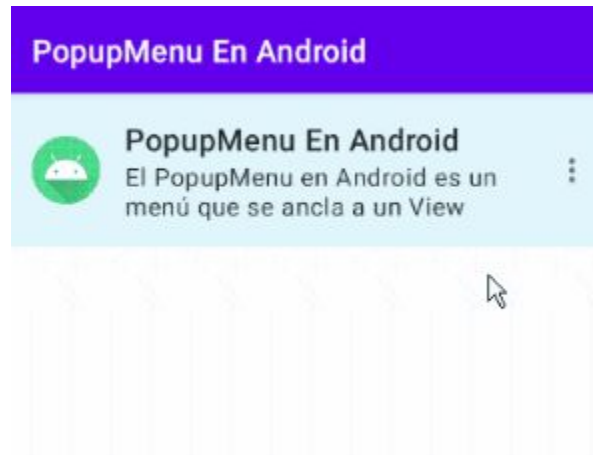 PopupMenu En Android
PopupMenu En Android
El PopupMenu en Android es un
menú que se ancla a un View